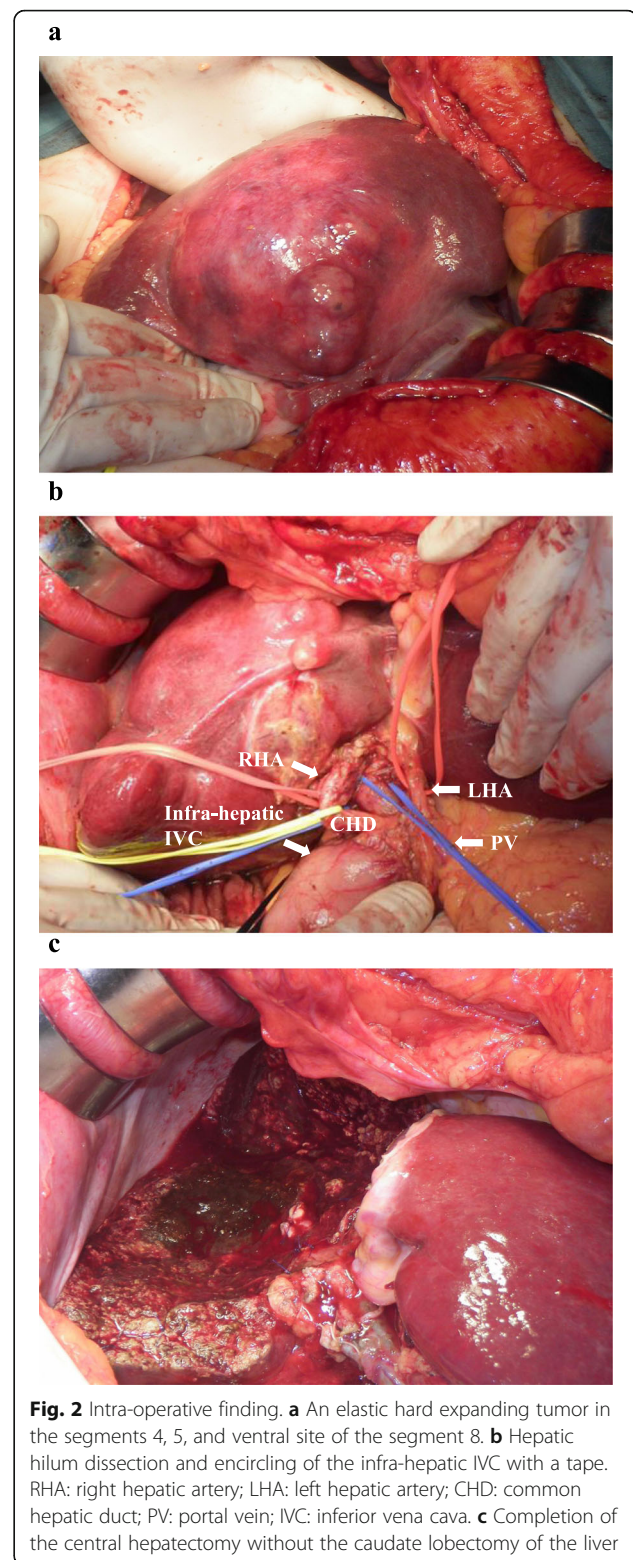 a
b
RHA
LHA
Infra-hepatic
IVC
CHD
PV
c
Fig. 2 Intra-operative finding. a An elastic hard expanding tumor in
the segments 4, 5, and ventral site of the segment 8. b Hepatic
hilum dissection and encircling of the infra-hepatic IVC with a tape.
RHA: right hepatic artery; LHA: left hepatic artery; CHD: common
hepatic duct; PV: portal vein; IVC: inferior vena cava. c Completion of
the central hepatectomy without the caudate lobectomy of the liver